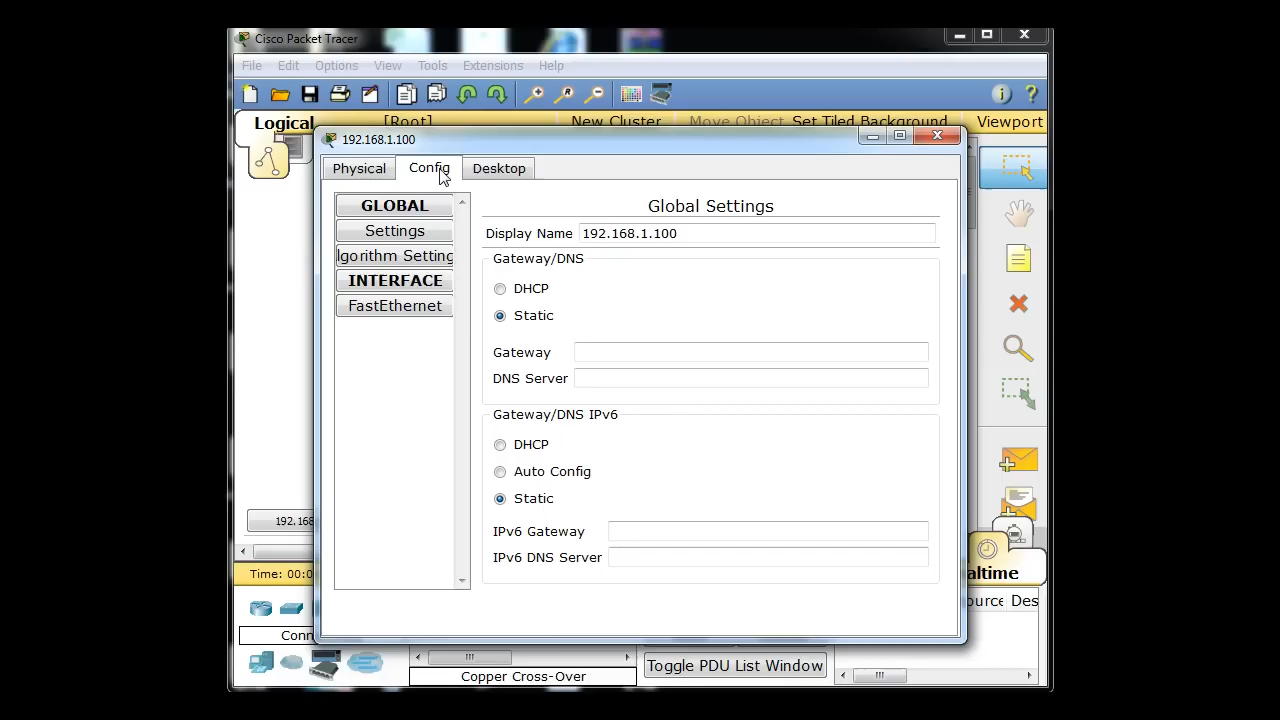 Cisco Packet Tracer
File Edit Options View Tools Extensions Help
Logical [Root] New Cluster Move Object Set Tiled Background Viewport
192.168.1.100
Physical Config Desktop
GLOBAL
Settings
lgorithm Setting
INTERFACE
FastEthernet
Global Settings
Display Name 192.168.1.100
Gateway/DNS
DHCP
Static
Gateway
DNS Server
Gateway/DNS IPv6
DHCP
Auto Config
Static
IPv6 Gateway
IPv6 DNS Server
192.168
Time: 00:0
altime
ource Des
Conn
Toggle PDU List Window
Copper Cross-Over